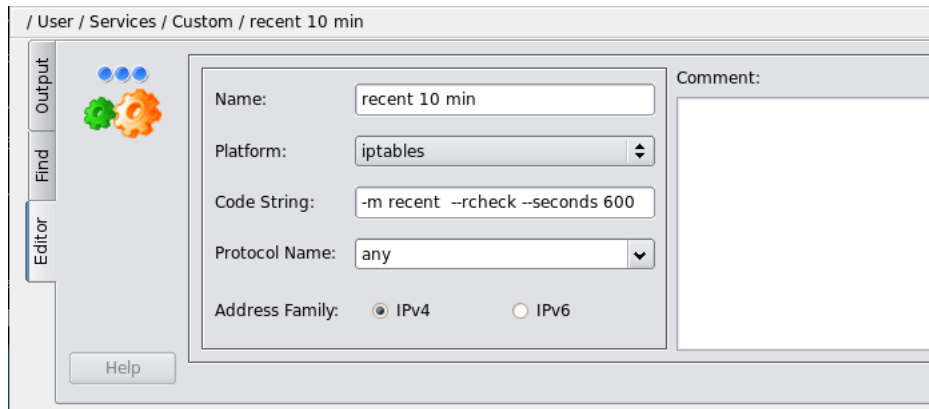 / User / Services / Custom / recent 10 min
Output
Find
Editor
Name:
recent 10 min
Platform:
iptables
Code String:
-m recent  --rcheck --seconds 600
Protocol Name:
any
Address Family:
IPv4
IPv6
Comment:
Help